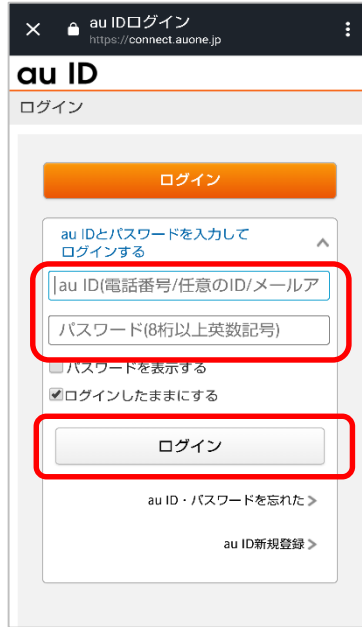 au IDログイン
https://connect.auone.jp
au ID
ログイン
ログイン
au IDとパスワードを入力して
ログインする
au ID(電話番号/任意のID/メールア
パスワード(8桁以上英数記号)
パスワードを表示する
ログインしたままにする
ログイン
au ID・パスワードを忘れた
au ID新規登録